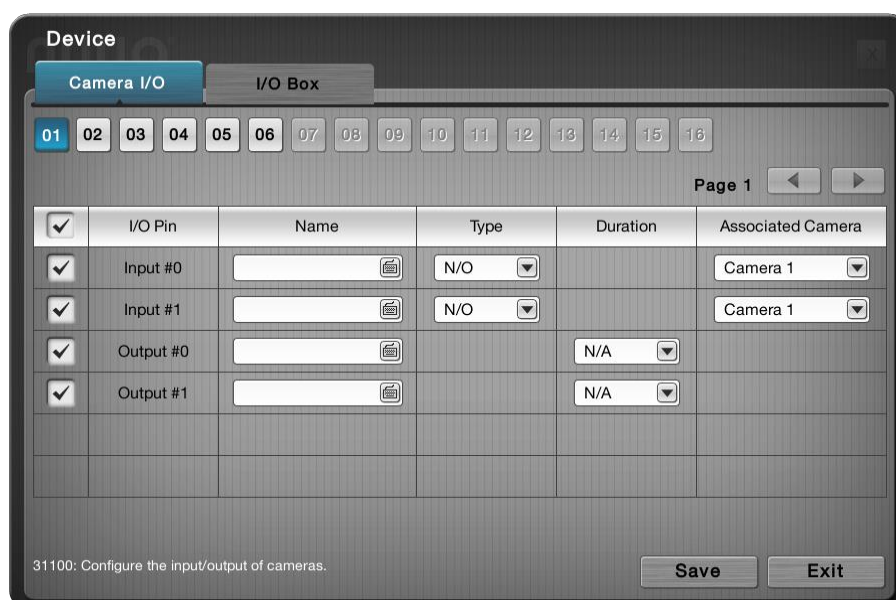 Device
Camera I/O
I/O Box
01 02 03 04 05 06 07 08 09 10 11 12 13 14 15 16
Page 1
I/O Pin Name Type Duration Associated Camera
Input #0 N/O Camera 1
Input #1 N/O Camera 1
Output #0 N/A
Output #1 N/A
31100: Configure the input/output of cameras.
Save Exit